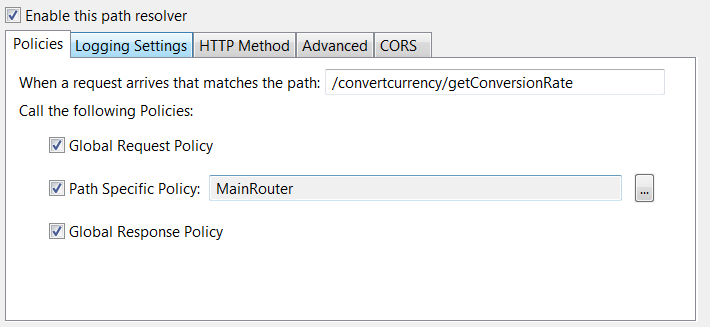 Enable this path resolver
Policies Logging Settings HTTP Method Advanced CORS
When a request arrives that matches the path: /convertcurrency/getConversionRate
Call the following Policies:
Global Request Policy
Path Specific Policy: MainRouter ...
Global Response Policy